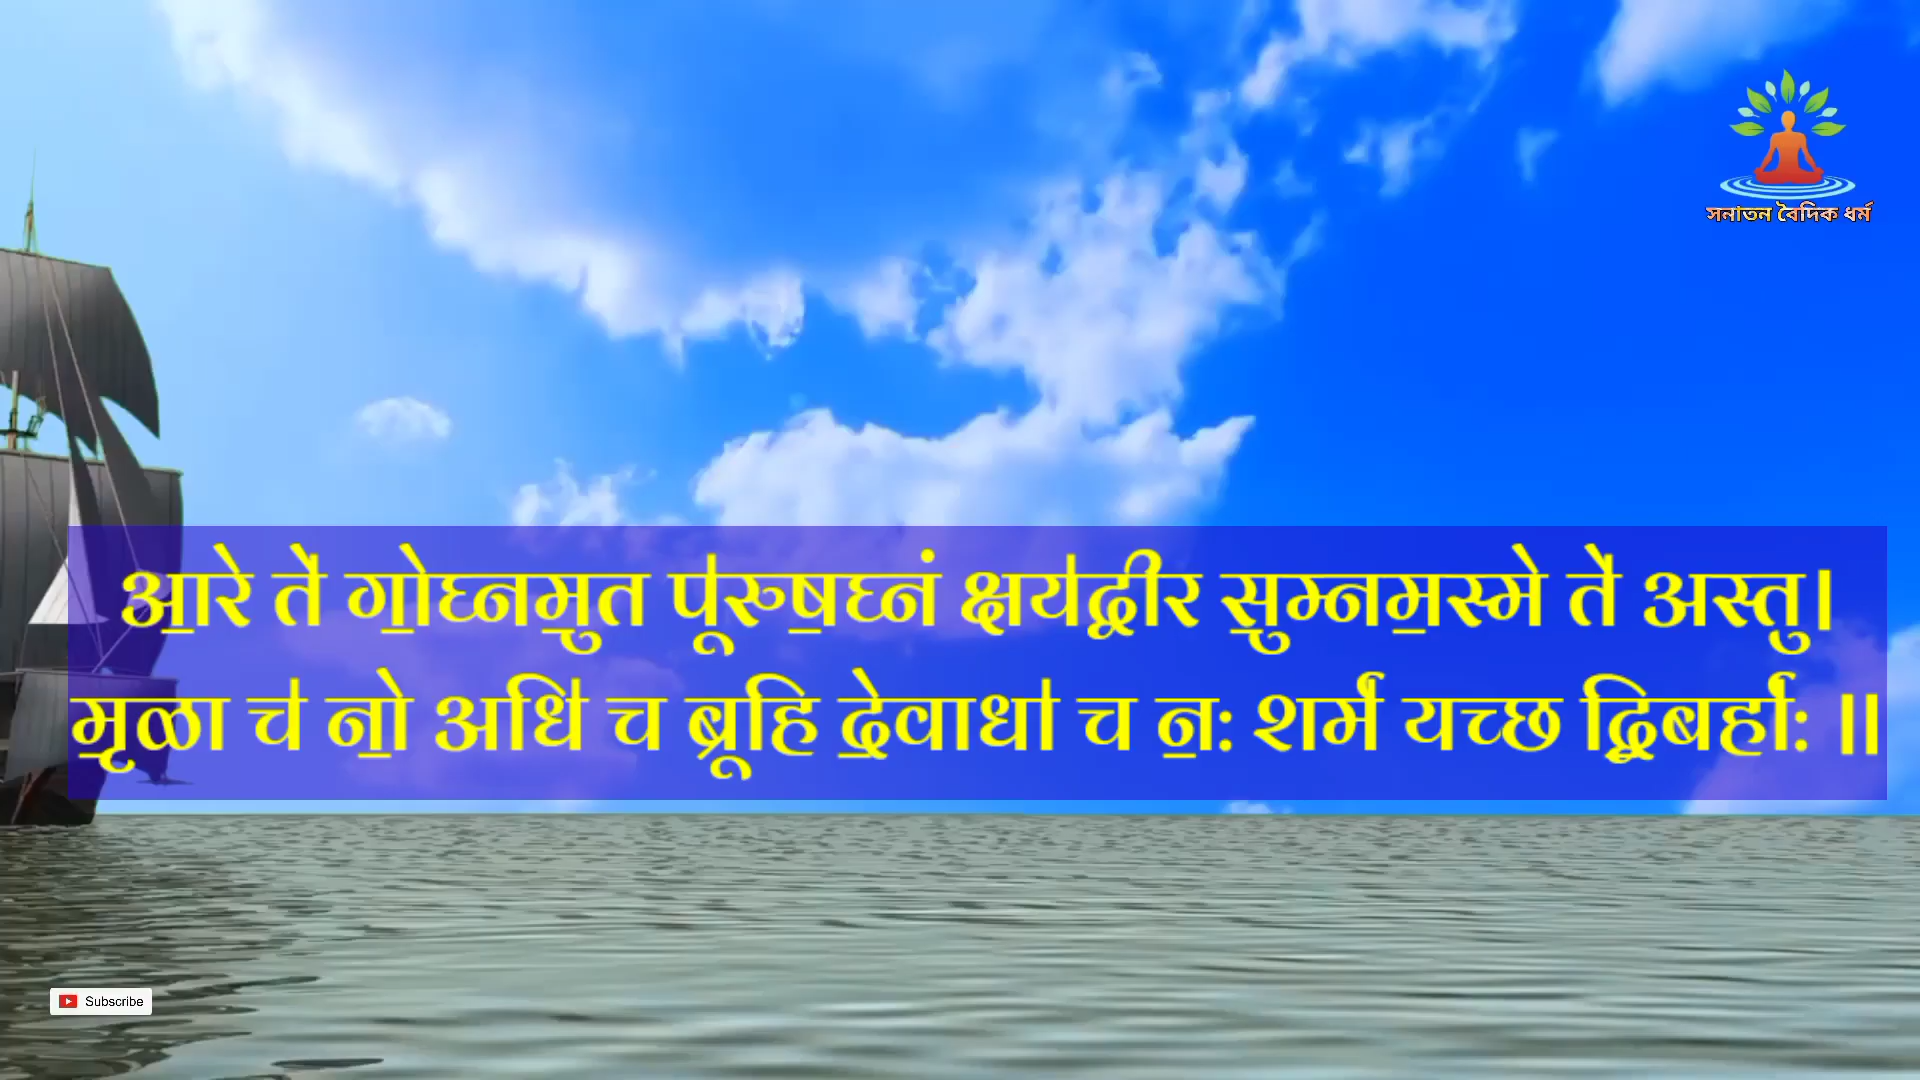 সনাতন বৈদিক ধর্ম
आ॒रे ते॑ गो॒घ्नमु॒त पू॑रुष॒घ्नं क्षय॑द्वीर सु॒म्नम॒स्मे ते॑ अस्तु।
मृ॒ळा च॑ नो॒ अधि॑ च ब्रूहि दे॒वाधा॑ च न॒ः शर्म॑ यच्छ द्वि॒बर्हा॑ः ॥
Subscribe